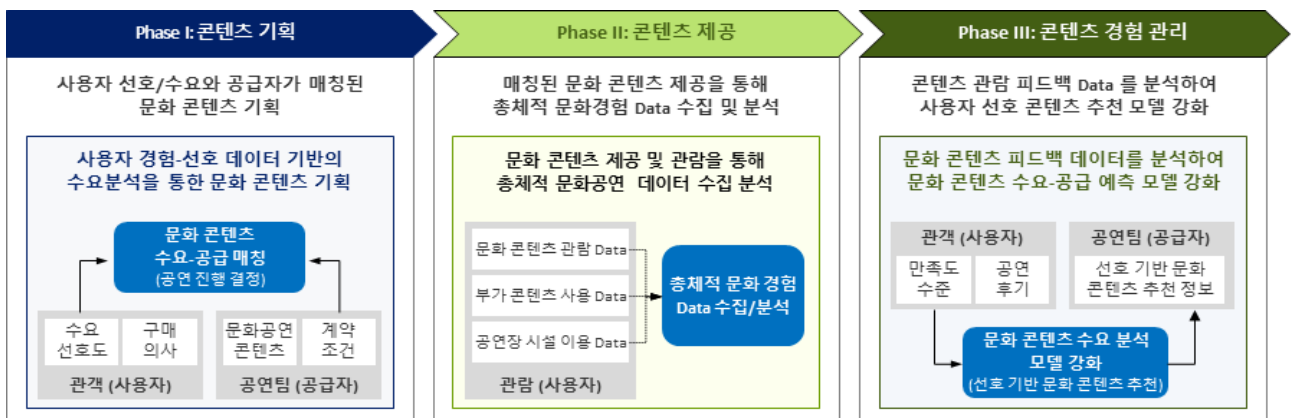 Phase I: 콘텐츠 기획
사용자 선호/수요와 공급자가 매칭된
문화 콘텐츠 기획
사용자 경험-선호 데이터 기반의
수요분석을 통한 문화 콘텐츠 기획
문화 콘텐츠
수요-공급 매칭
(공연 진행 결정)
수요
선호도
구매
의사
관객 (사용자)
문화공연
콘텐츠
계약
조건
공연팀 (공급자)
Phase II: 콘텐츠 제공
매칭된 문화 콘텐츠 제공을 통해
총체적 문화경험 Data 수집 및 분석
문화 콘텐츠 제공 및 관람을 통해
총체적 문화공연 데이터 수집 분석
문화 콘텐츠 관람 Data
부가 콘텐츠 사용 Data
공연장 시설 이용 Data
관람 (사용자)
총체적 문화 경험
Data 수집/분석
Phase III: 콘텐츠 경험 관리
콘텐츠 관람 피드백 Data 를 분석하여
사용자 선호 콘텐츠 추천 모델 강화
문화 콘텐츠 피드백 데이터를 분석하여
문화 콘텐츠 수요-공급 예측 모델 강화
관객 (사용자)
만족도
수준
공연
후기
공연팀 (공급자)
선호 기반 문화
콘텐츠 추천 정보
문화 콘텐츠 수요 분석
모델 강화
(선호 기반 문화 콘텐츠 추천)